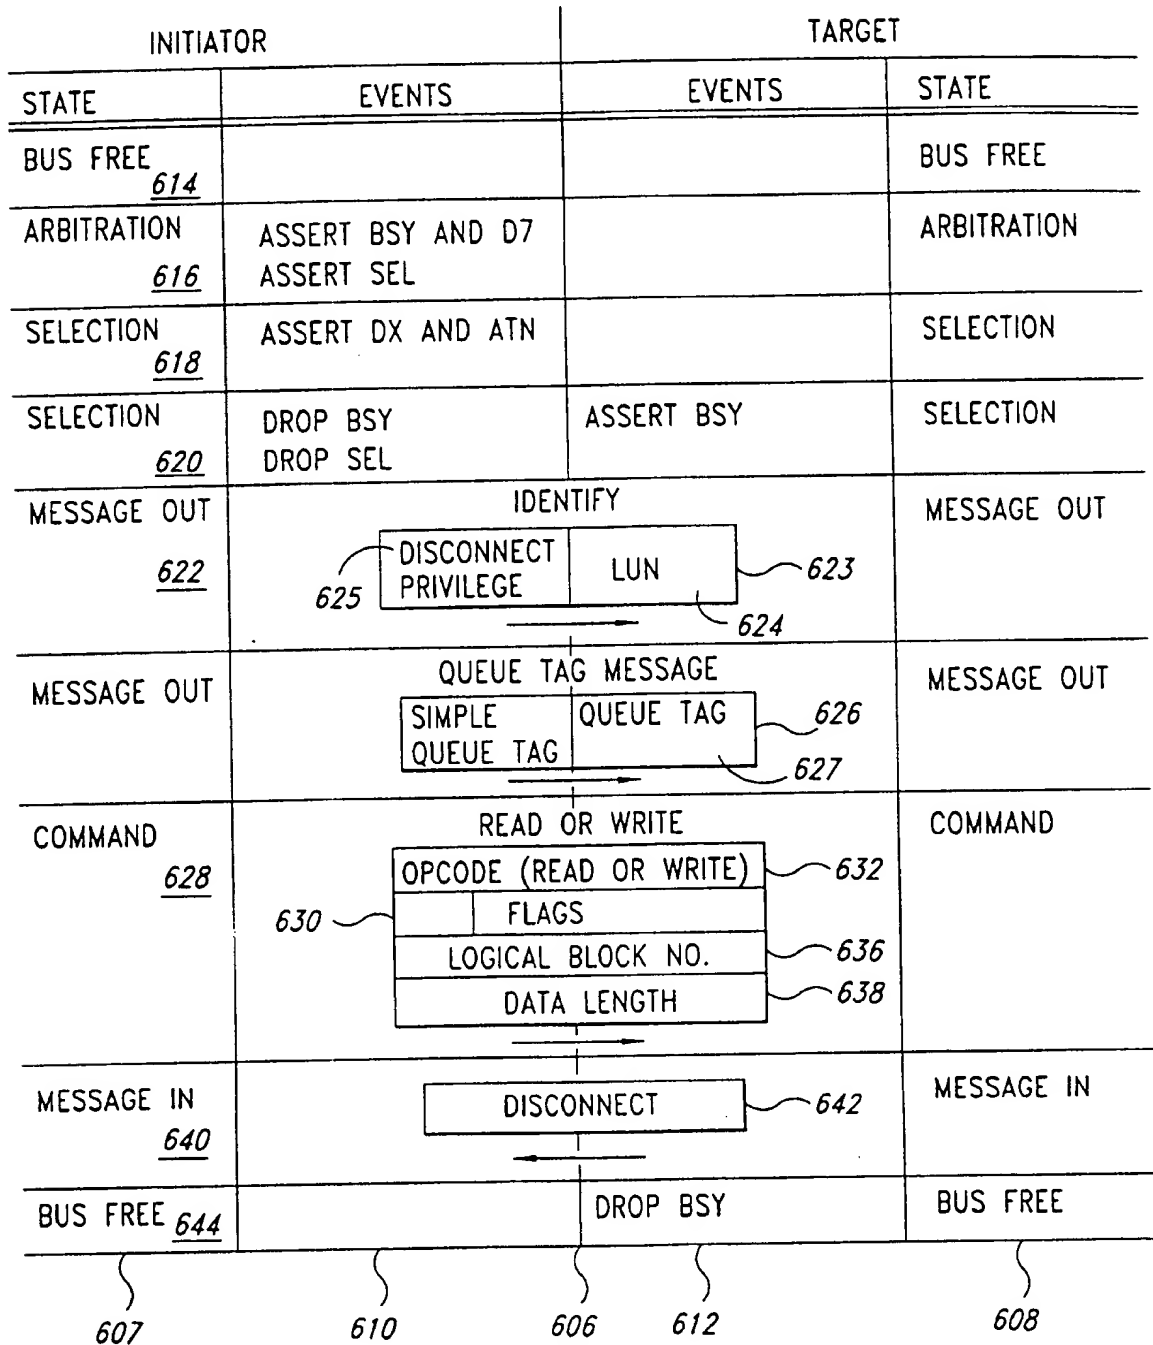 INITIATOR
TARGET
STATE
EVENTS
EVENTS
STATE
BUS FREE
614
BUS FREE
ARBITRATION
616
ASSERT BSY AND D7
ASSERT SEL
ARBITRATION
SELECTION
618
ASSERT DX AND ATN
SELECTION
SELECTION
620
DROP BSY
DROP SEL
ASSERT BSY
SELECTION
MESSAGE OUT
622
IDENTIFY
DISCONNECT
PRIVILEGE
LUN
623
625
624
MESSAGE OUT
MESSAGE OUT
QUEUE TAG MESSAGE
SIMPLE
QUEUE TAG
QUEUE TAG
626
627
MESSAGE OUT
COMMAND
628
READ OR WRITE
OPCODE (READ OR WRITE)
632
630
FLAGS
LOGICAL BLOCK NO.
636
DATA LENGTH
638
COMMAND
MESSAGE IN
640
DISCONNECT
642
MESSAGE IN
BUS FREE
644
DROP BSY
BUS FREE
607
610
606
612
608